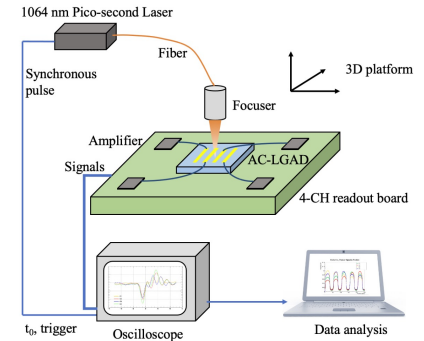 1064 nm Pico-second Laser
Fiber
Synchronous
pulse
3D platform
Focuser
Amplifier
AC-LGAD
Signals
4-CH readout board
t₀, trigger
Oscilloscope
Data analysis